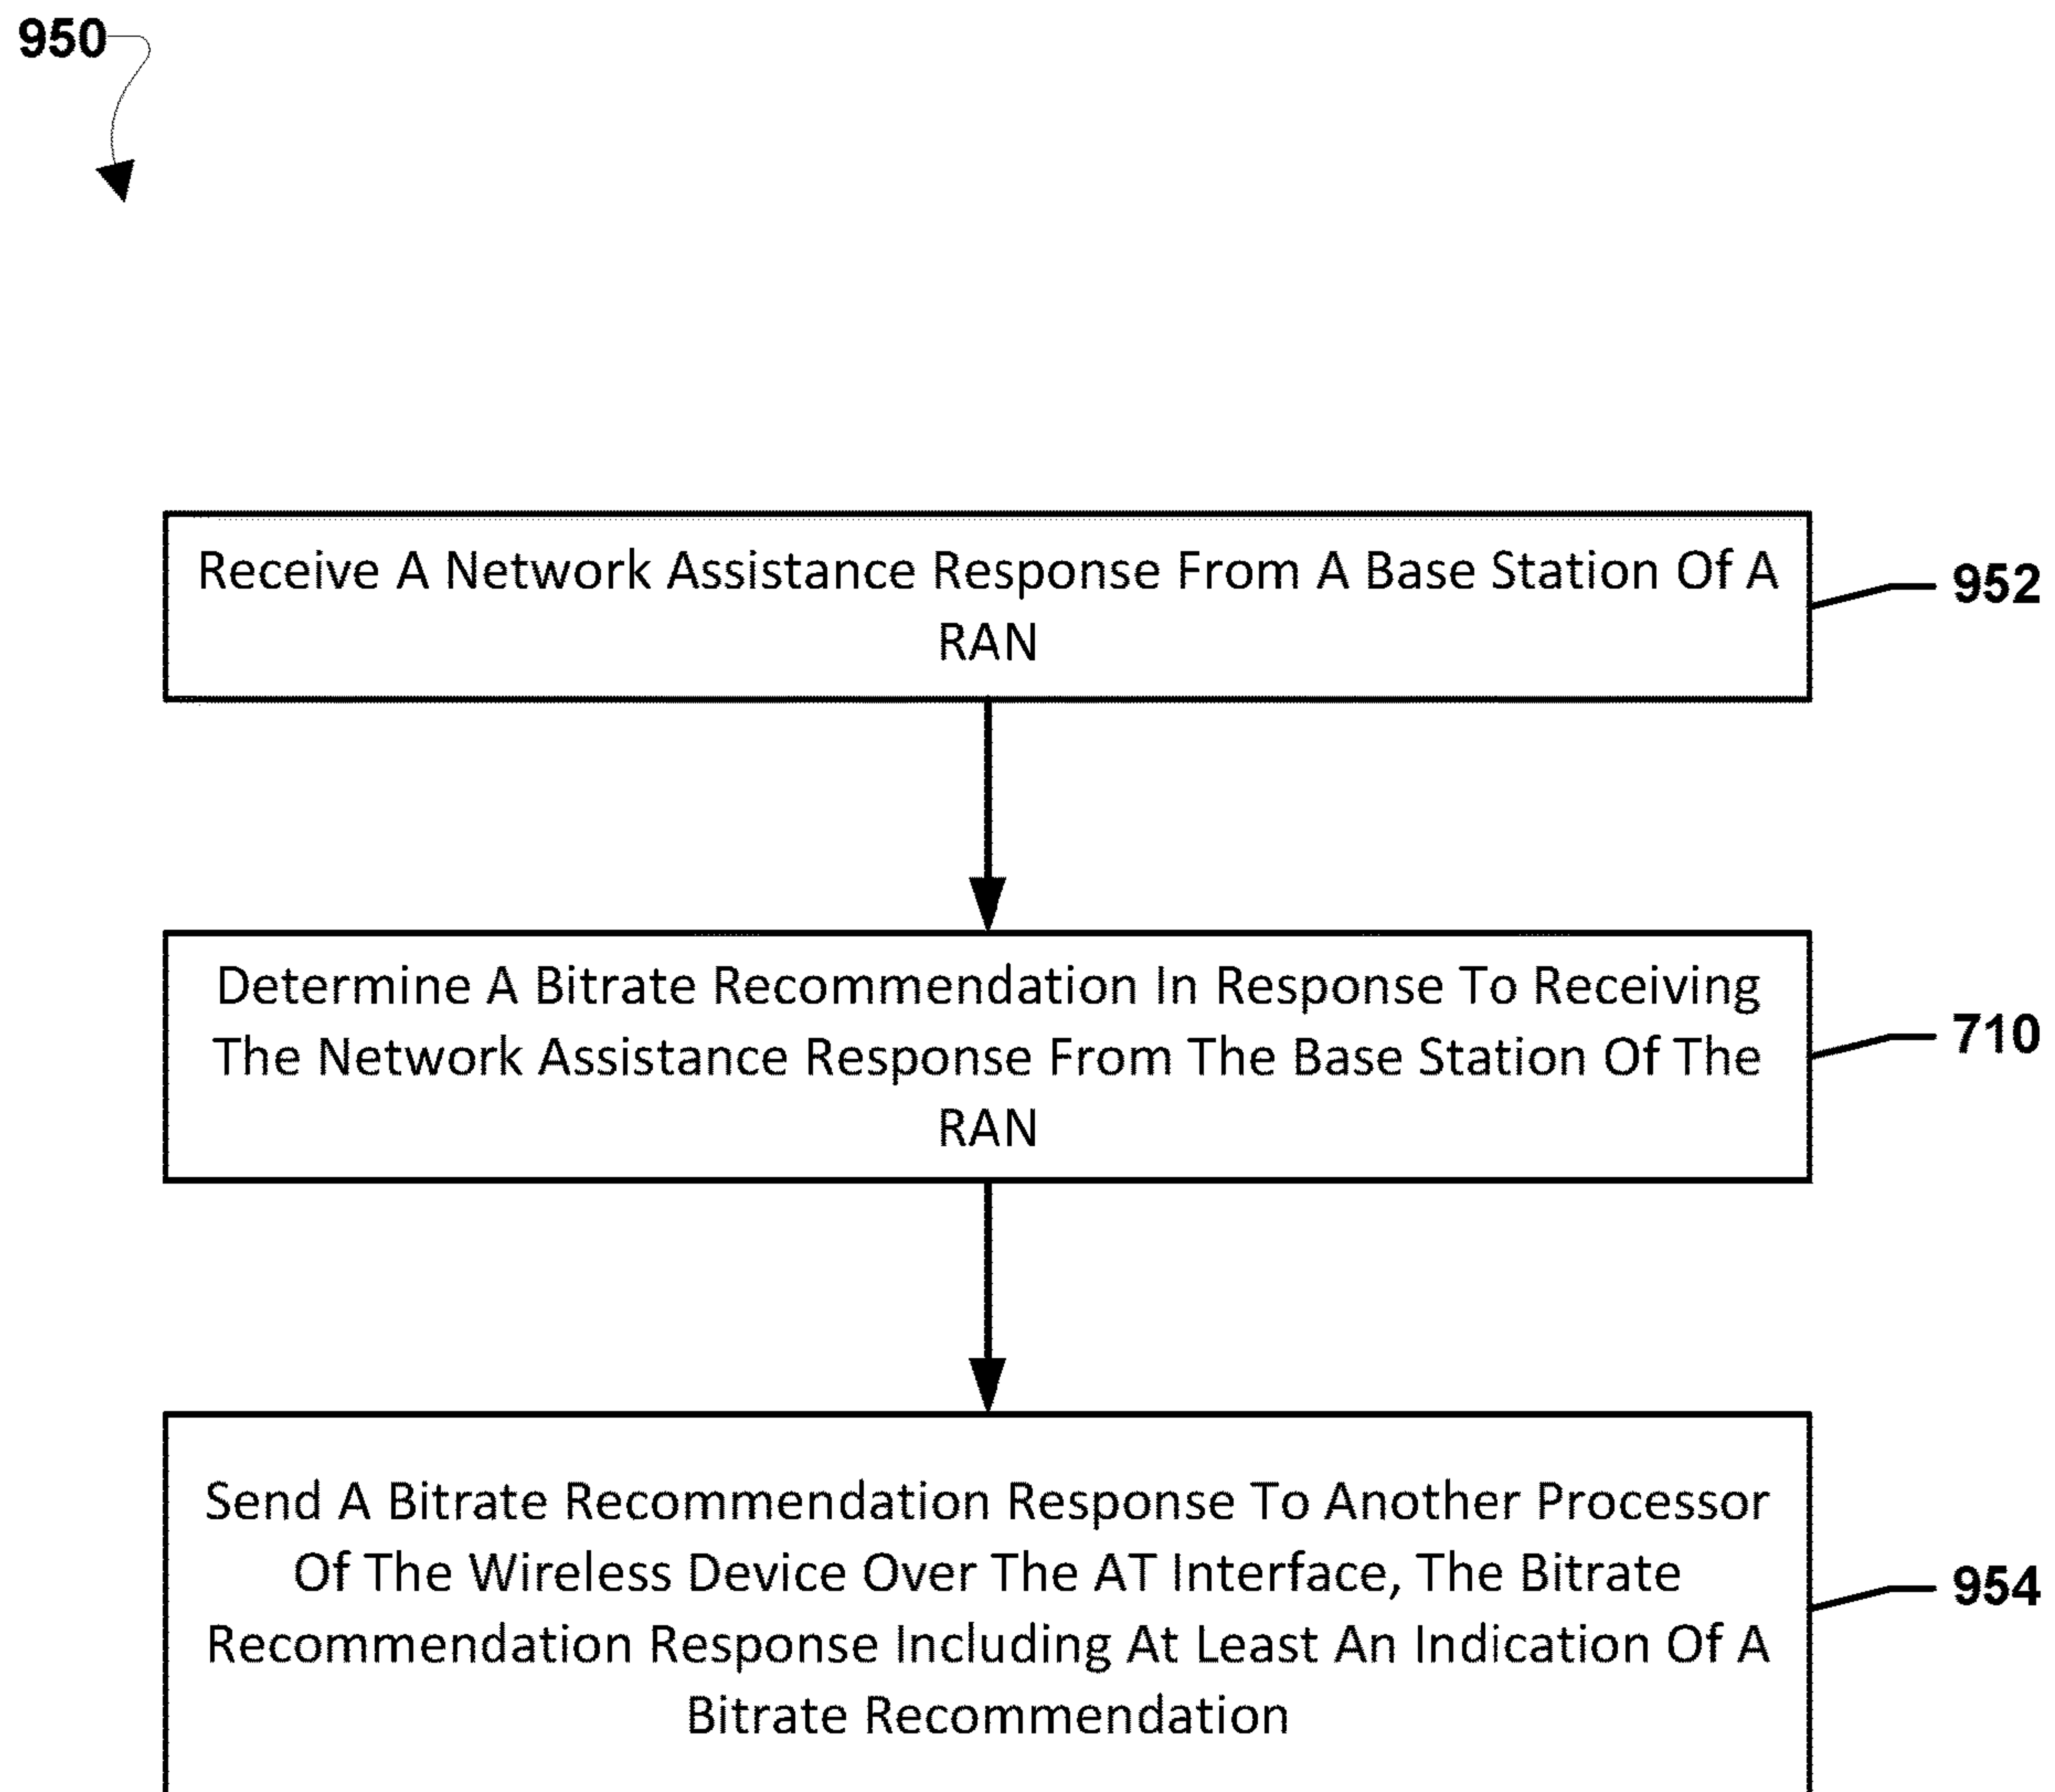 950
Receive A Network Assistance Response From A Base Station Of A
RAN
952
Determine A Bitrate Recommendation In Response To Receiving
The Network Assistance Response From The Base Station Of The
RAN
710
Send A Bitrate Recommendation Response To Another Processor
Of The Wireless Device Over The AT Interface, The Bitrate
Recommendation Response Including At Least An Indication Of A
Bitrate Recommendation
954